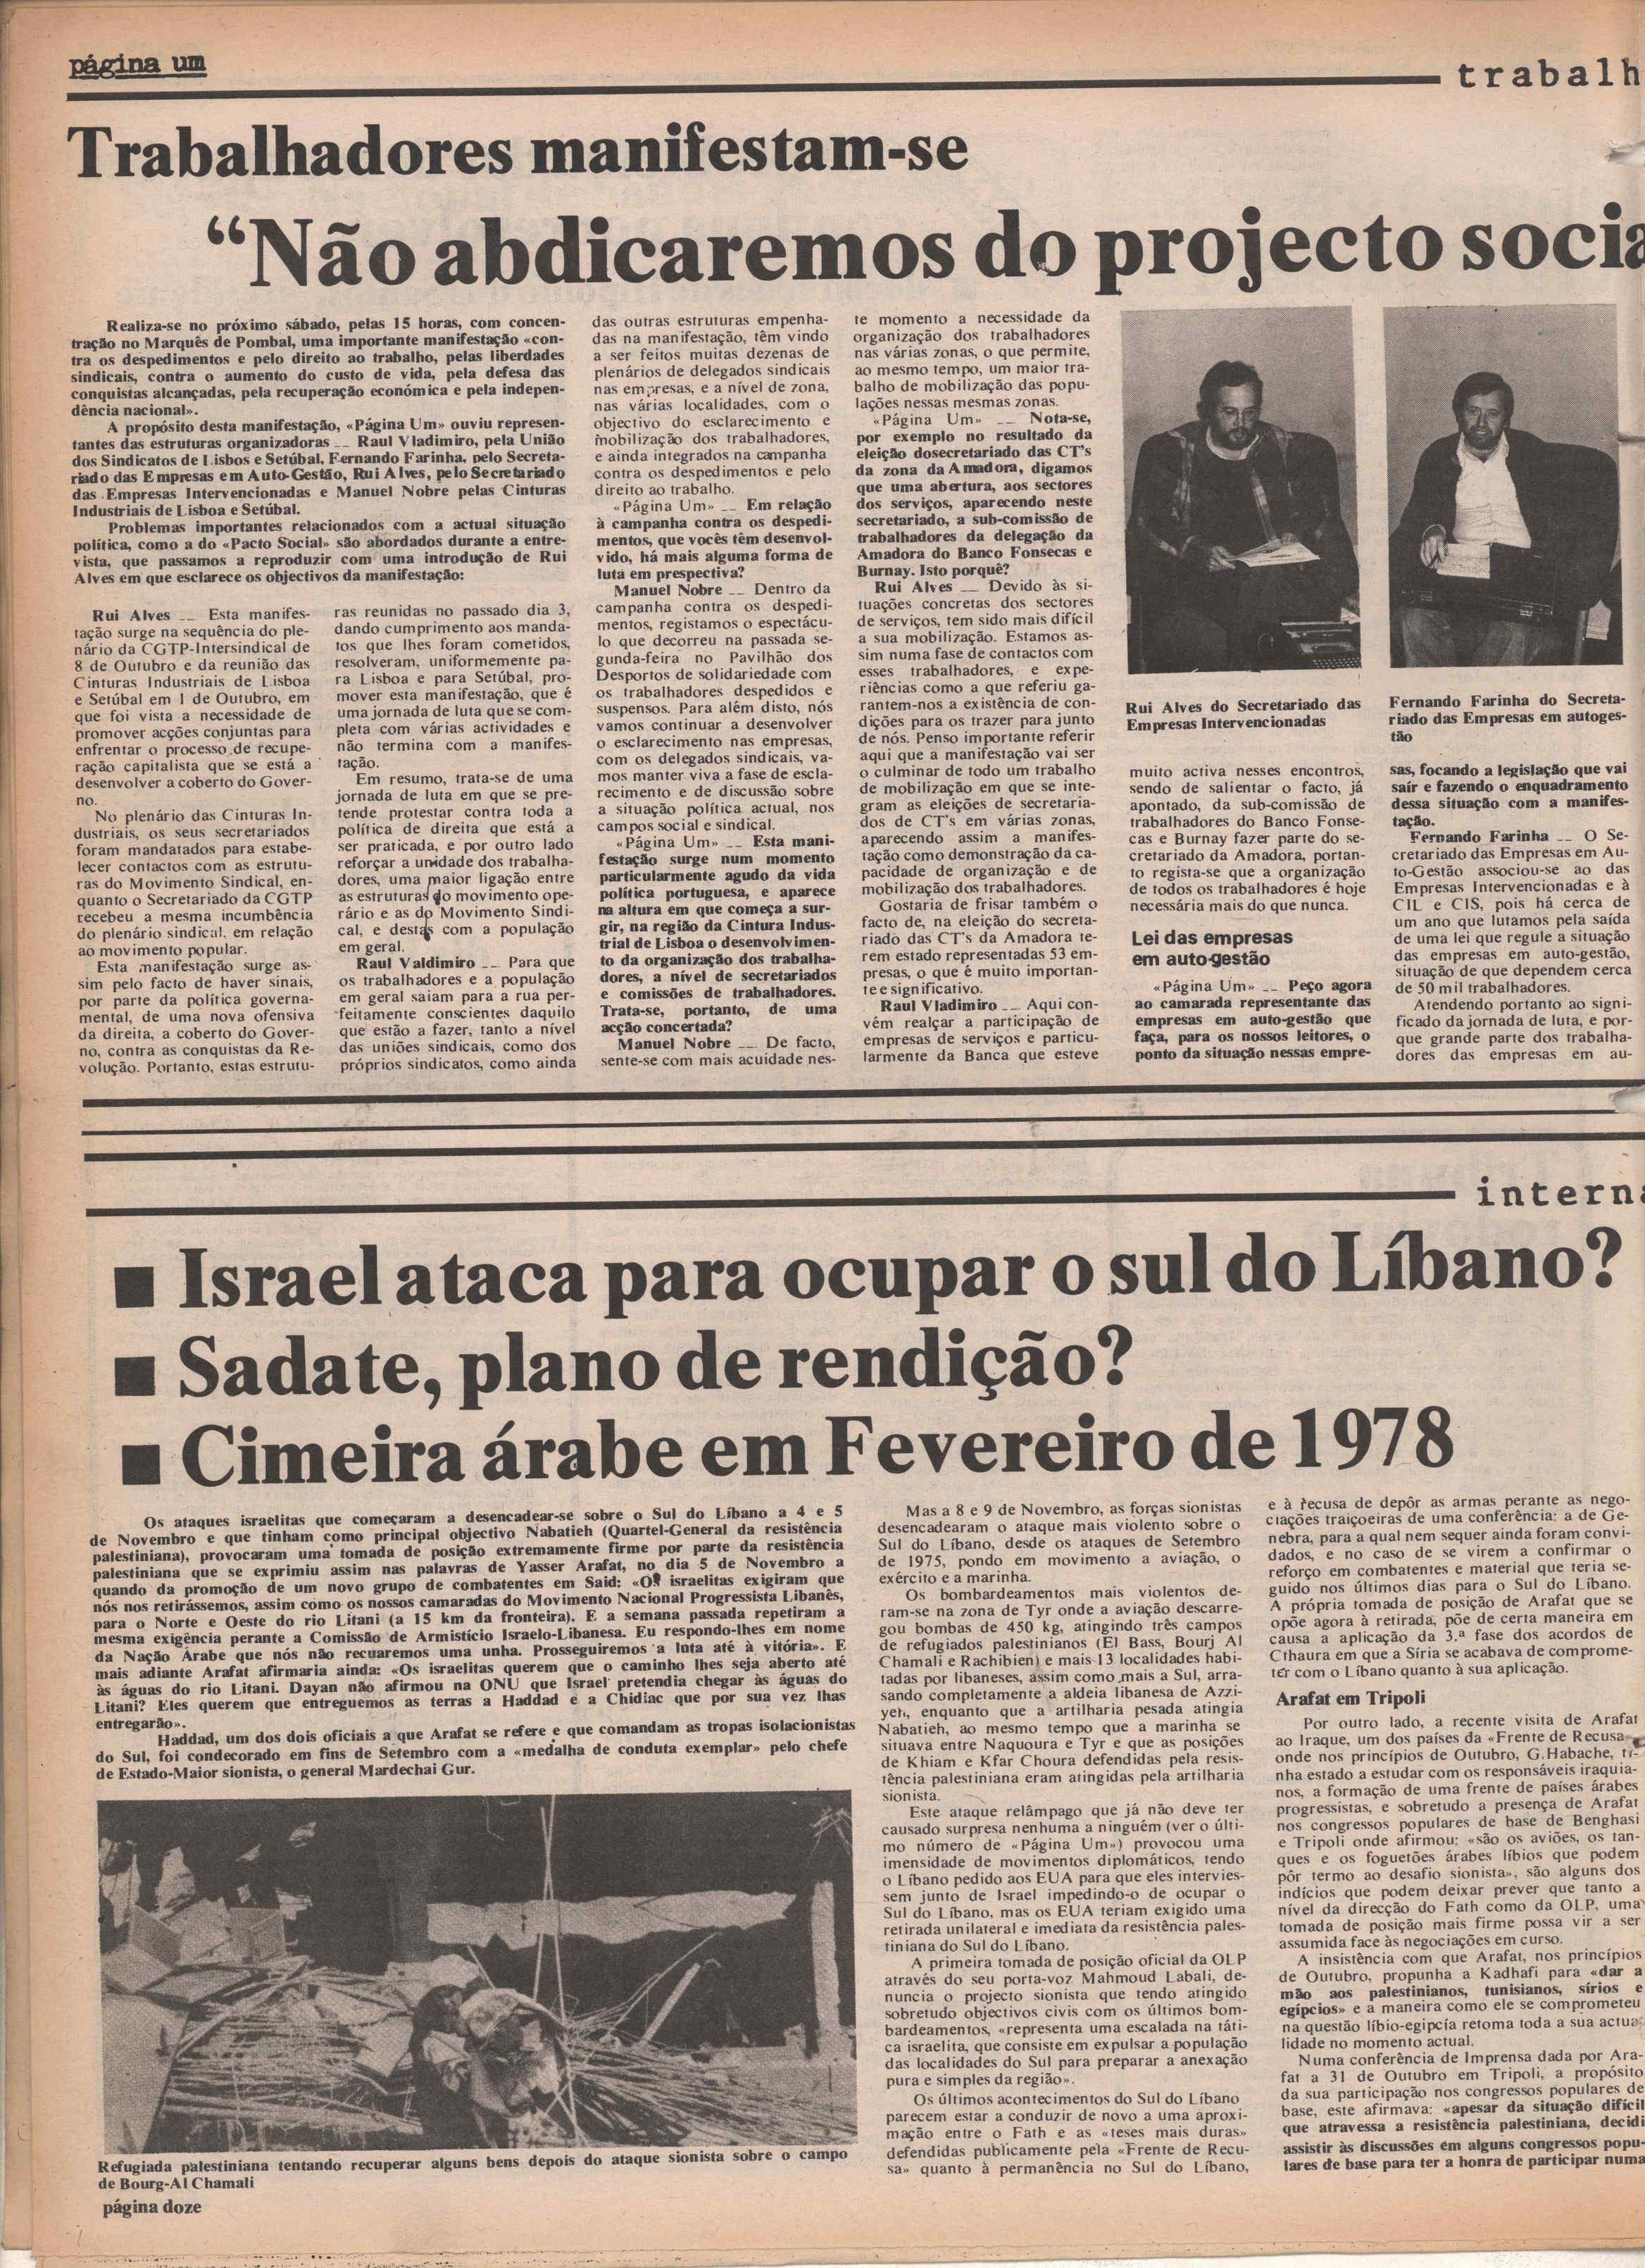 página um
trabalh
Trabalhadores manifestam-se
“Não abdicaremos do projecto socia
Realiza-se no próximo sábado, pelas 15 horas, com concen-
tração no Marquês de Pombal, uma importante manifestação «con-
tra os despedimentos e pelo direito ao trabalho, pelas liberdades
sindicais, contra o aumento do custo de vida, pela defesa das
conquistas alcançadas, pela recuperação económica e pela indepen-
dência nacional».
A propósito desta manifestação, «Página Um» ouviu represen-
tantes das estruturas organizadoras __ Raul Vladimiro, pela União
dos Sindicatos de Lisbos e Setúbal, Fernando Farinha, pelo Secreta-
riado das Empresas em Auto-Gestão, Rui Alves, pelo Secretariado
das Empresas Intervencionadas e Manuel Nobre pelas Cinturas
Industriais de Lisboa e Setúbal.
Problemas importantes relacionados com a actual situação
política, como a do «Pacto Social» são abordados durante a entre-
vista, que passamos a reproduzir com uma introdução de Rui
Alves em que esclarece os objectivos da manifestação:
Rui Alves __ Esta manifes-
tação surge na sequência do ple-
nário da CGTP-Intersindical de
8 de Outubro e da reunião das
Cinturas Industriais de Lisboa
e Setúbal em 1 de Outubro, em
que foi vista a necessidade de
promover acções conjuntas para
enfrentar o processo de recupe-
ração capitalista que se está a
desenvolver a coberto do Gover-
no.
No plenário das Cinturas In-
dustriais, os seus secretariados
foram mandatados para estabe-
lecer contactos com as estrutu-
ras do Movimento Sindical, en-
quanto o Secretariado da CGTP
recebeu a mesma incumbência
do plenário sindical, em relação
ao movimento popular.
Esta manifestação surge as-
sim pelo facto de haver sinais,
por parte da política governa-
mental, de uma nova ofensiva
da direita, a coberto do Gover-
no, contra as conquistas da Re-
volução. Portanto, estas estrutu-
ras reunidas no passado dia 3,
dando cumprimento aos manda-
tos que lhes foram cometidos,
resolveram, uniformemente pa-
ra Lisboa e para Setúbal, pro-
mover esta manifestação, que é
uma jornada de luta que se com-
pleta com várias actividades e
não termina com a manifes-
tação.
Em resumo, trata-se de uma
jornada de luta em que se pre-
tende protestar contra toda a
política de direita que está a
ser praticada, e por outro lado
reforçar a unidade dos trabalha-
dores, uma maior ligação entre
as estruturas do movimento ope-
rário e as do Movimento Sindi-
cal, e destas com a população
em geral.
Raul Valdimiro __ Para que
os trabalhadores e a população
em geral saiam para a rua per-
feitamente conscientes daquilo
que estão a fazer, tanto a nível
das uniões sindicais, como dos
próprios sindicatos, como ainda
das outras estruturas empenha-
das na manifestação, têm vindo
a ser feitos muitas dezenas de
plenários de delegados sindicais
nas empresas, e a nível de zona,
nas várias localidades, com o
objectivo do esclarecimento e
mobilização dos trabalhadores,
e ainda integrados na campanha
contra os despedimentos e pelo
direito ao trabalho.
«Página Um» __ Em relação
à campanha contra os despedi-
mentos, que vocês têm desenvol-
vido, há mais alguma forma de
luta em prespectiva?
Manuel Nobre __ Dentro da
campanha contra os despedi-
mentos, registamos o espectácu-
lo que decorreu na passada se-
gunda-feira no Pavilhão dos
Desportos de solidariedade com
os trabalhadores despedidos e
suspensos. Para além disto, nós
vamos continuar a desenvolver
o esclarecimento nas empresas,
com os delegados sindicais, va-
mos manter viva a fase de escla-
recimento e de discussão sobre
a situação política actual, nos
campos social e sindical.
«Página Um» __ Esta mani-
festação surge num momento
particularmente agudo da vida
política portuguesa, e aparece
na altura em que começa a sur-
gir, na região da Cintura Indus-
trial de Lisboa o desenvolvimen-
to da organização dos trabalha-
dores, a nível de secretariados
e comissões de trabalhadores.
Trata-se, portanto, de uma
acção concertada?
Manuel Nobre __ De facto,
sente-se com mais acuidade nes-
te momento a necessidade da
organização dos trabalhadores
nas várias zonas, o que permite,
ao mesmo tempo, um maior tra-
balho de mobilização das popu-
lações nessas mesmas zonas.
«Página Um» __ Nota-se,
por exemplo no resultado da
eleição dosecretariado das CT's
da zona da Amadora, digamos
que uma abertura, aos sectores
dos serviços, aparecendo neste
secretariado, a sub-comissão de
trabalhadores da delegação da
Amadora do Banco Fonsecas e
Burnay. Isto porquê?
Rui Alves __ Devido às si-
tuações concretas dos sectores
de serviços, tem sido mais difícil
a sua mobilização. Estamos as-
sim numa fase de contactos com
esses trabalhadores, e expe-
riências como a que referiu ga-
rantem-nos a existência de con-
dições para os trazer para junto
de nós. Penso importante referir
aqui que a manifestação vai ser
o culminar de todo um trabalho
de mobilização em que se inte-
gram as eleições de secretaria-
dos de CT's em várias zonas,
aparecendo assim a manifes-
tação como demonstração da ca-
pacidade de organização e de
mobilização dos trabalhadores.
Gostaria de frisar também o
facto de, na eleição do secreta-
riado das CT's da Amadora te-
rem estado representadas 53 em-
presas, o que é muito importan-
te e significativo.
Raul Vladimiro __ Aqui con-
vém realçar a participação de
empresas de serviços e particu-
larmente da Banca que esteve
Rui Alves do Secretariado das
Empresas Intervencionadas
muito activa nesses encontros,
sendo de salientar o facto, já
apontado, da sub-comissão de
trabalhadores do Banco Fonse-
cas e Burnay fazer parte do se-
cretariado da Amadora, portan-
to regista-se que a organização
de todos os trabalhadores é hoje
necessária mais do que nunca.
Lei das empresas
em auto-gestão
«Página Um» __ Peço agora
ao camarada representante das
empresas em auto-gestão que
faça, para os nossos leitores, o
ponto da situação nessas empre-
Fernando Farinha do Secreta-
riado das Empresas em autoges-
tão
sas, focando a legislação que vai
saír e fazendo o enquadramento
dessa situação com a manifes-
tação.
Fernando Farinha __ O Se-
cretariado das Empresas em Au-
to-Gestão associou-se ao das
Empresas Intervencionadas e à
CIL e CIS, pois há cerca de
um ano que lutamos pela saída
de uma lei que regule a situação
das empresas em auto-gestão,
situação de que dependem cerca
de 50 mil trabalhadores.
Atendendo portanto ao signi-
ficado da jornada de luta, e por-
que grande parte dos trabalha-
dores das empresas em au-
interna
■ Israel ataca para ocupar o sul do Líbano?
■ Sadate, plano de rendição?
■ Cimeira árabe em Fevereiro de 1978
Os ataques israelitas que começaram a desencadear-se sobre o Sul do Líbano a 4 e 5
de Novembro e que tinham como principal objectivo Nabatieh (Quartel-General da resistência
palestiniana), provocaram uma tomada de posição extremamente firme por parte da resistência
palestiniana que se exprimiu assim nas palavras de Yasser Arafat, no dia 5 de Novembro a
quando da promoção de um novo grupo de combatentes em Said: «Os israelitas exigiram que
nós nos retirássemos, assim como os nossos camaradas do Movimento Nacional Progressista Libanês,
para o Norte e Oeste do rio Litani (a 15 km da fronteira). E a semana passada repetiram a
mesma exigência perante a Comissão de Armistício Israelo-Libanesa. Eu respondo-lhes em nome
da Nação Árabe que nós não recuaremos uma unha. Prosseguiremos a luta até à vitória». E
mais adiante Arafat afirmaria ainda: «Os israelitas querem que o caminho lhes seja aberto até
às águas do rio Litani. Dayan não afirmou na ONU que Israel pretendia chegar às águas do
Litani? Eles querem que entreguemos as terras a Haddad e a Chidiac que por sua vez lhas
entregarão».
Haddad, um dos dois oficiais a que Arafat se refere e que comandam as tropas isolacionistas
do Sul, foi condecorado em fins de Setembro com a «medalha de conduta exemplar» pelo chefe
de Estado-Maior sionista, o general Mardechai Gur.
Refugiada palestiniana tentando recuperar alguns bens depois do ataque sionista sobre o campo
de Bourg-Al Chamali
página doze
Mas a 8 e 9 de Novembro, as forças sionistas
desencadearam o ataque mais violento sobre o
Sul do Líbano, desde os ataques de Setembro
de 1975, pondo em movimento a aviação, o
exército e a marinha.
Os bombardeamentos mais violentos de-
ram-se na zona de Tyr onde a aviação descarre-
gou bombas de 450 kg, atingindo três campos
de refugiados palestinianos (El Bass, Bourj Al
Chamali e Rachibien) e mais 13 localidades habi-
tadas por libaneses, assim como mais a Sul, arra-
sando completamente a aldeia libanesa de Azzi-
yeh, enquanto que a artilharia pesada atingia
Nabatieh, ao mesmo tempo que a marinha se
situava entre Naquoura e Tyr e que as posições
de Khiam e Kfar Choura defendidas pela resis-
tência palestiniana eram atingidas pela artilharia
sionista.
Este ataque relâmpago que já não deve ter
causado surpresa nenhuma a ninguém (ver o últi-
mo número de «Página Um») provocou uma
imensidade de movimentos diplomáticos, tendo
o Líbano pedido aos EUA para que eles intervies-
sem junto de Israel impedindo-o de ocupar o
Sul do Líbano, mas os EUA teriam exigido uma
retirada unilateral e imediata da resistência pales-
tiniana do Sul do Líbano.
A primeira tomada de posição oficial da OLP
através do seu porta-voz Mahmoud Labali, de-
nuncia o projecto sionista que tendo atingido
sobretudo objectivos civis com os últimos bom-
bardeamentos, «representa uma escalada na táti-
ca israelita, que consiste em expulsar a população
das localidades do Sul para preparar a anexação
pura e simples da região».
Os últimos acontecimentos do Sul do Líbano
parecem estar a conduzir de novo a uma aproxi-
mação entre o Fath e as «teses mais duras»
defendidas publicamente pela «Frente de Recu-
sa» quanto à permanência no Sul do Líbano,
e à recusa de depôr as armas perante as nego-
ciações traiçoeiras de uma conferência: a de Ge-
nebra, para a qual nem sequer ainda foram convi-
dados, e no caso de se virem a confirmar o
reforço em combatentes e material que teria se-
guido nos últimos dias para o Sul do Líbano.
A própria tomada de posição de Arafat que se
opõe agora à retirada, põe de certa maneira em
causa a aplicação da 3.ª fase dos acordos de
Cthaura em que a Síria se acabava de comprome-
ter com o Líbano quanto à sua aplicação.
Arafat em Tripoli
Por outro lado, a recente visita de Arafat
ao Iraque, um dos países da «Frente de Recusa»
onde nos princípios de Outubro, G.Habache, ti-
nha estado a estudar com os responsáveis iraquia-
nos, a formação de uma frente de países árabes
progressistas, e sobretudo a presença de Arafat
nos congressos populares de base de Benghasi
e Tripoli onde afirmou: «são os aviões, os tan-
ques e os foguetões árabes líbios que podem
pôr termo ao desafio sionista», são alguns dos
indícios que podem deixar prever que tanto a
nível da direcção do Fath como da OLP, uma
tomada de posição mais firme possa vir a ser
assumida face às negociações em curso.
A insistência com que Arafat, nos princípios
de Outubro, propunha a Kadhafi para «dar a
mão aos palestinianos, tunisianos, sírios e
egípcios» e a maneira como ele se comprometeu
na questão líbio-egipcía retoma toda a sua actua-
lidade no momento actual.
Numa conferência de Imprensa dada por Ara-
fat a 31 de Outubro em Tripoli, a propósito
da sua participação nos congressos populares de
base, este afirmava: «apesar da situação difícil
que atravessa a resistência palestiniana, decidi
assistir às discussões em alguns congressos popu-
lares de base para ter a honra de participar numa